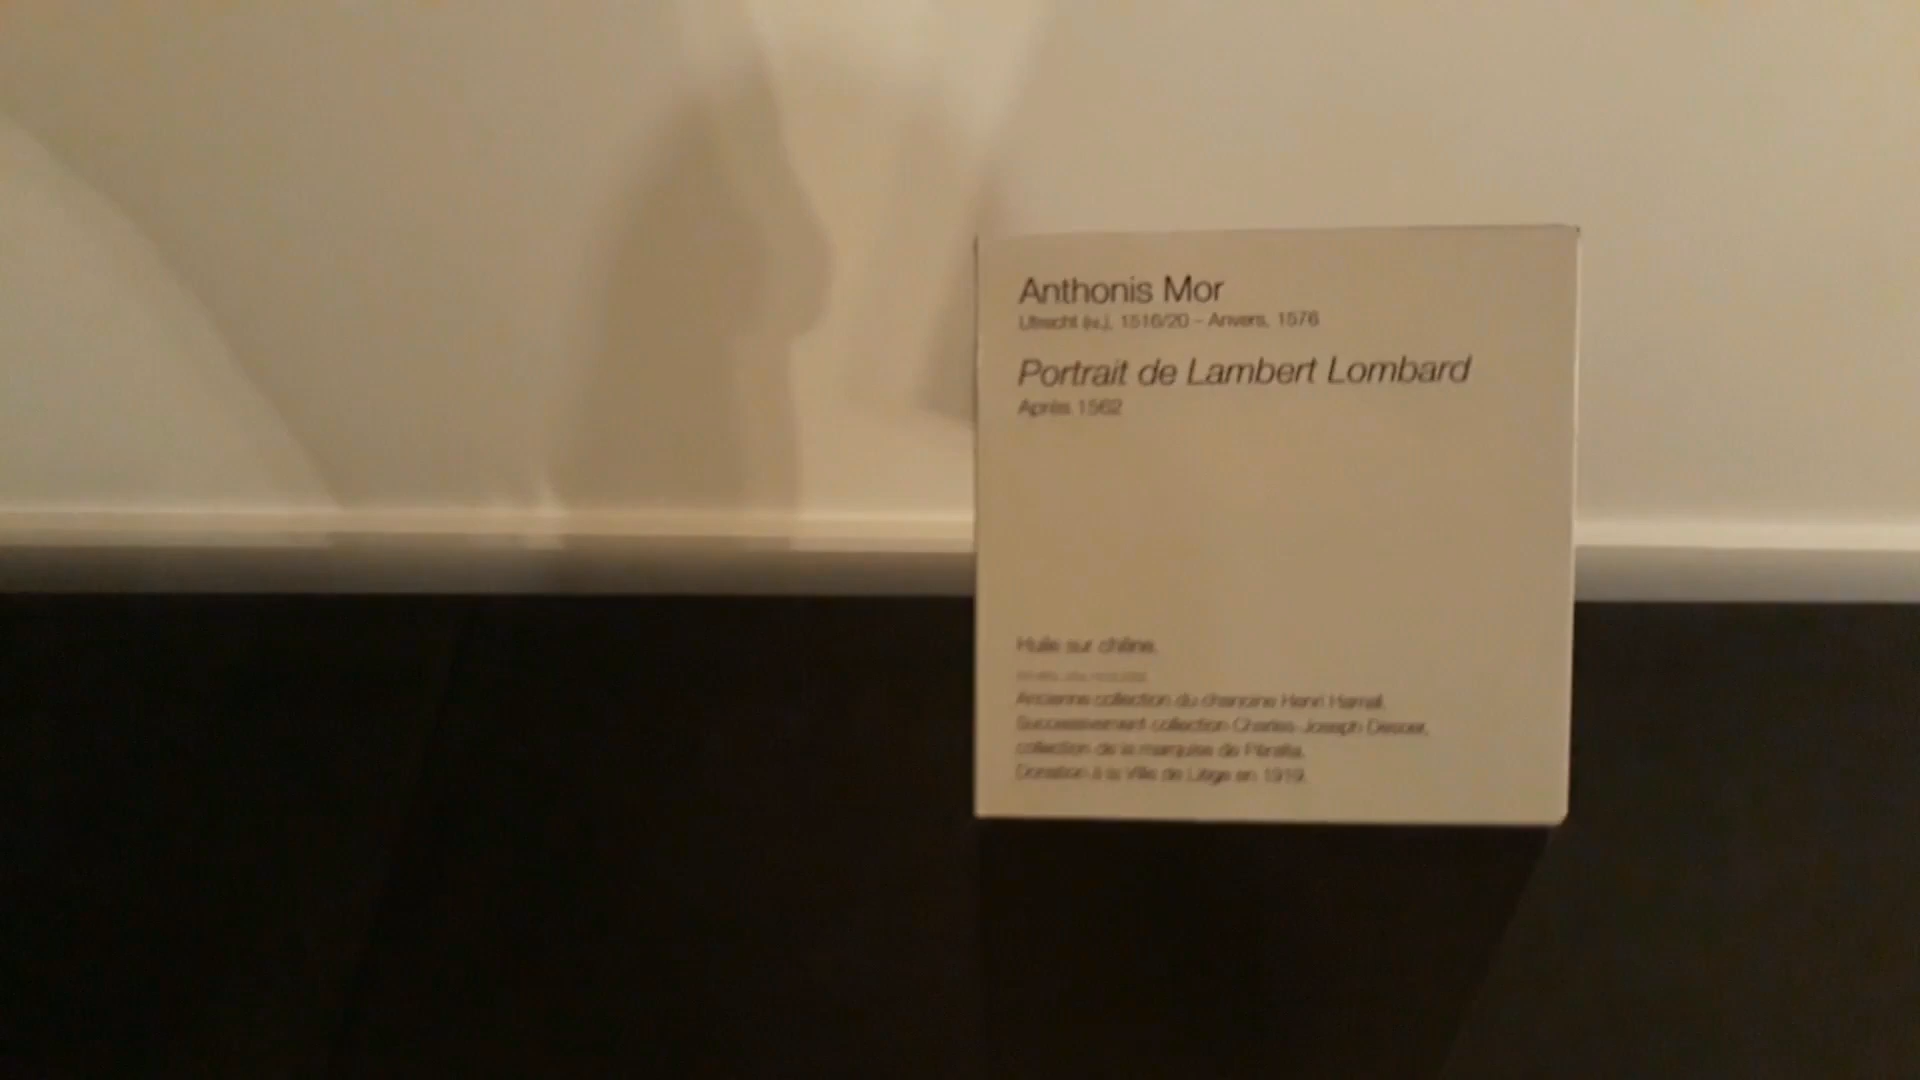 Anthonis Mor
Utrecht (v.), 1516/20 – Anvers, 1576
Portrait de Lambert Lombard
Après 1562
Huile sur chêne.
Ancienne collection du chanoine Henri Hamal.
Successivement collection Charles-Joseph
collection de la marquise de
Donation à la Ville de Liège en 1919.